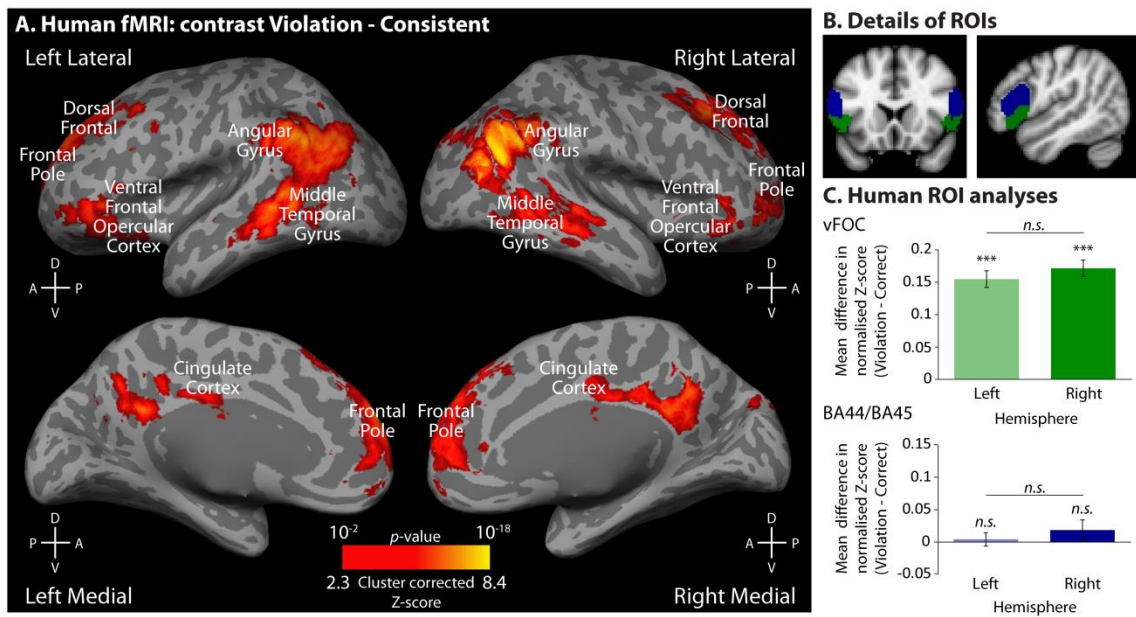 A. Human fMRI: contrast Violation - Consistent
Left Lateral
Right Lateral
Dorsal
Frontal
Frontal
Pole
Angular
Gyrus
Ventral
Frontal
Opercular
Cortex
Middle
Temporal
Gyrus
D
A P
V
Angular
Gyrus
Dorsal
Frontal
Frontal
Pole
Middle
Temporal
Gyrus
Ventral
Frontal
Opercular
Cortex
D
A P
V
Cingulate
Cortex
Frontal
Pole
Cingulate
Cortex
Frontal
Pole
D
P A
V
10-2 p-value 10-18
2.3 Cluster corrected 8.4
Z-score
D
P A
V
Left Medial
Right Medial
B. Details of ROIs
C. Human ROI analyses
vFOC
n.s.
*** ***
Mean difference in
normalised Z-score
(Violation - Correct)
0.2
0.15
0.1
0.05
0
Left Right
Hemisphere
BA44/BA45
n.s.
n.s. n.s.
Mean difference in
normalised Z-score
(Violation - Correct)
0.15
0.1
0.05
0
-0.05
Left Right
Hemisphere